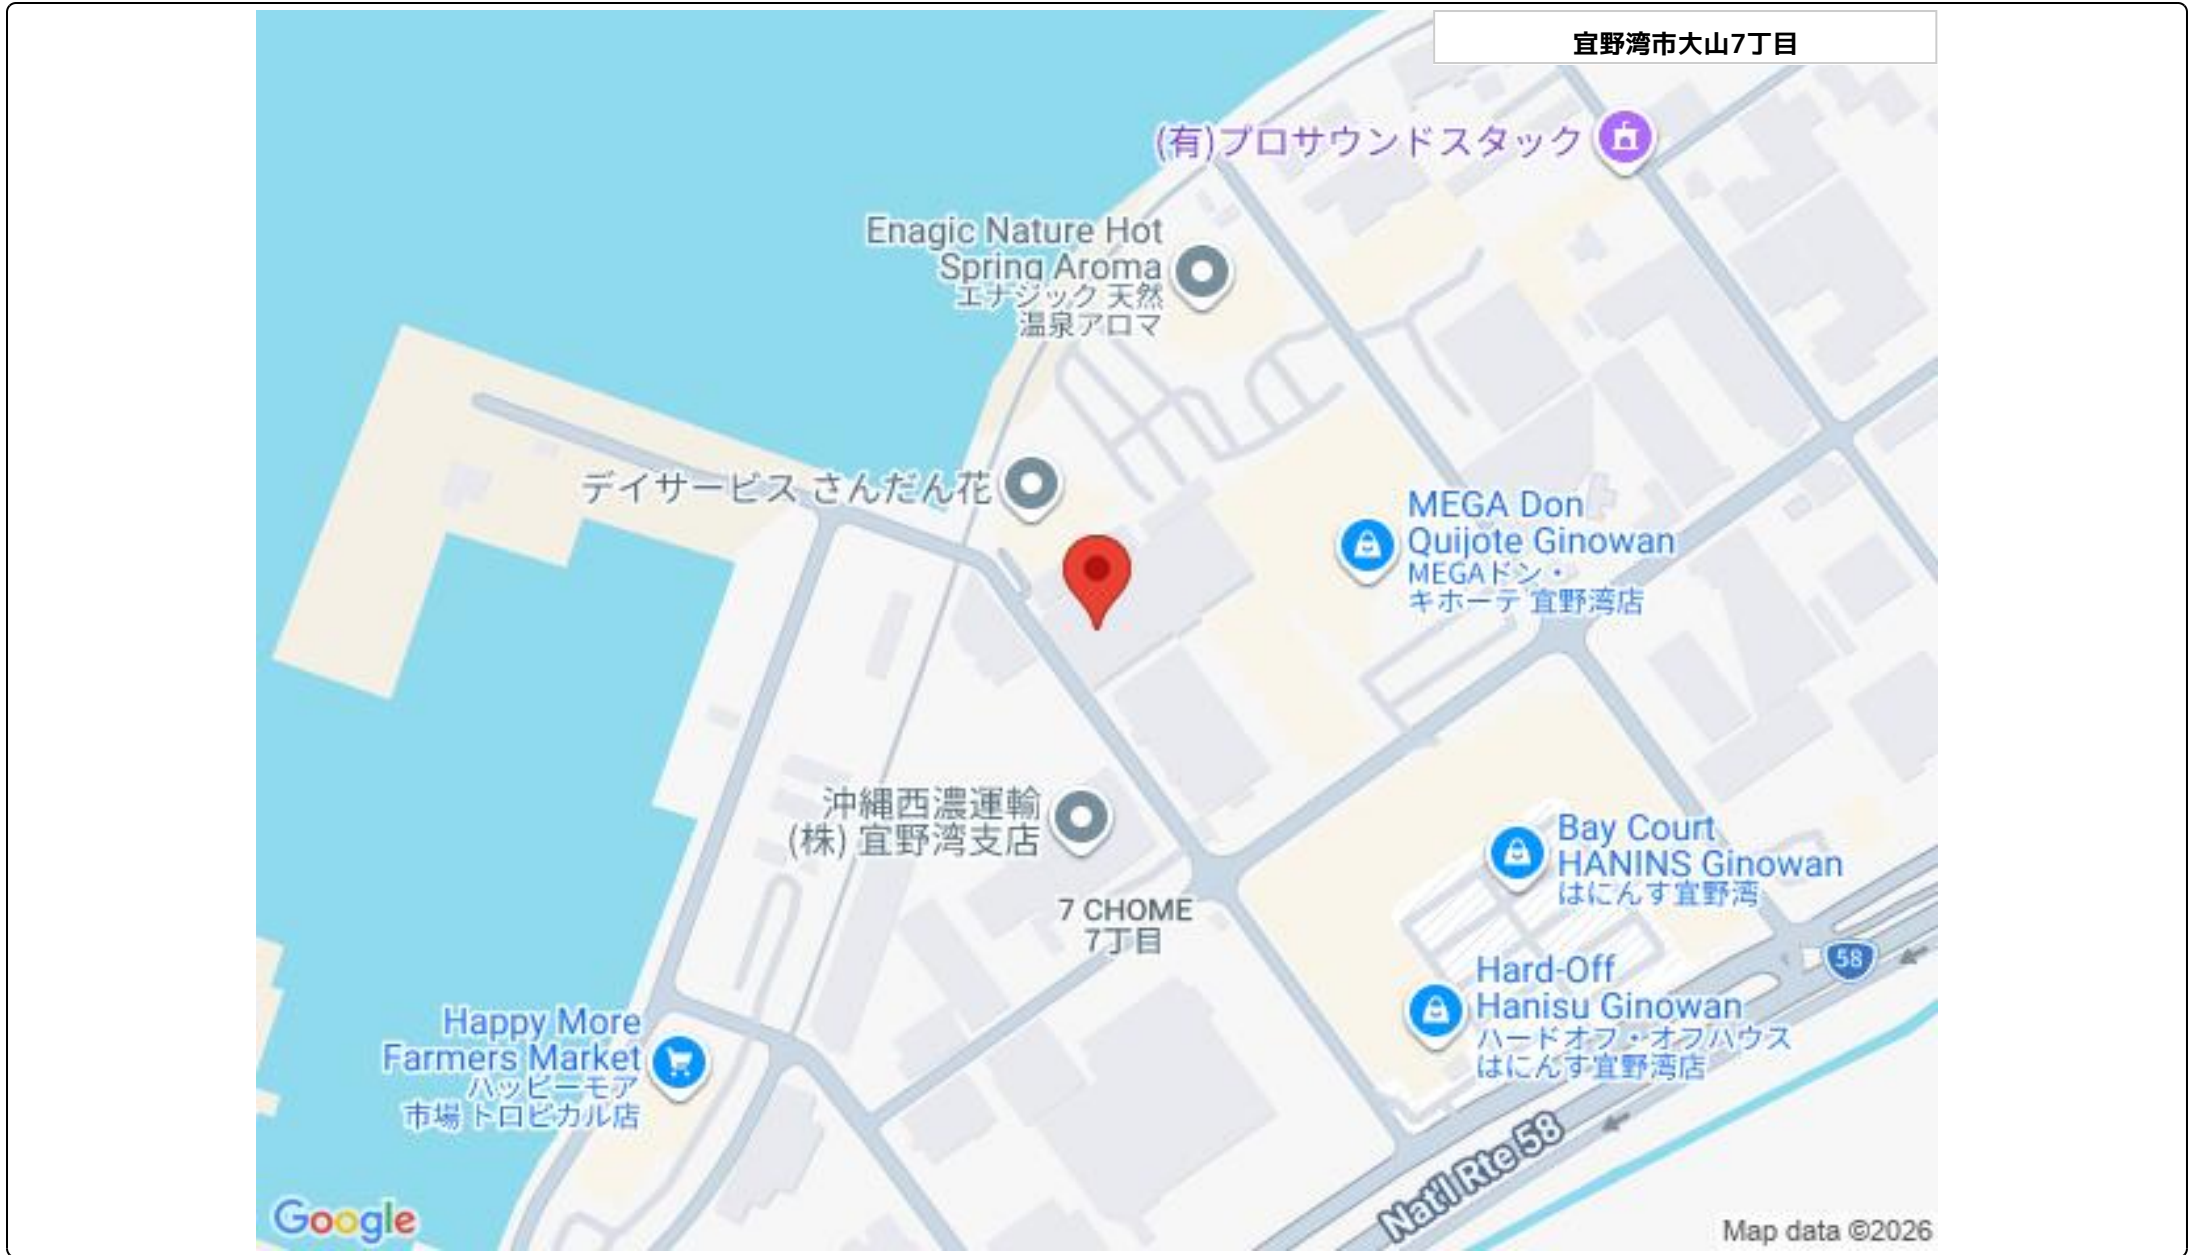 宜野湾市大山7丁目
(有)プロサウンドスタック
Enagic Nature Hot
Spring Aroma
エナジック 天然
温泉アロマ
デイサービス さんだん花
MEGA Don
Quijote Ginowan
MEGAドン・
キホーテ 宜野湾店
沖縄西濃運輸
(株) 宜野湾支店
Bay Court
HANINS Ginowan
はにんす宜野湾
7 CHOME
7丁目
58
Hard-Off
Hanisu Ginowan
ハードオフ・オフハウス
はにんす宜野湾店
Happy More
Farmers Market
ハッピーモア
市場 トロピカル店
Nat'l Rte 58
Google
Map data ©2026